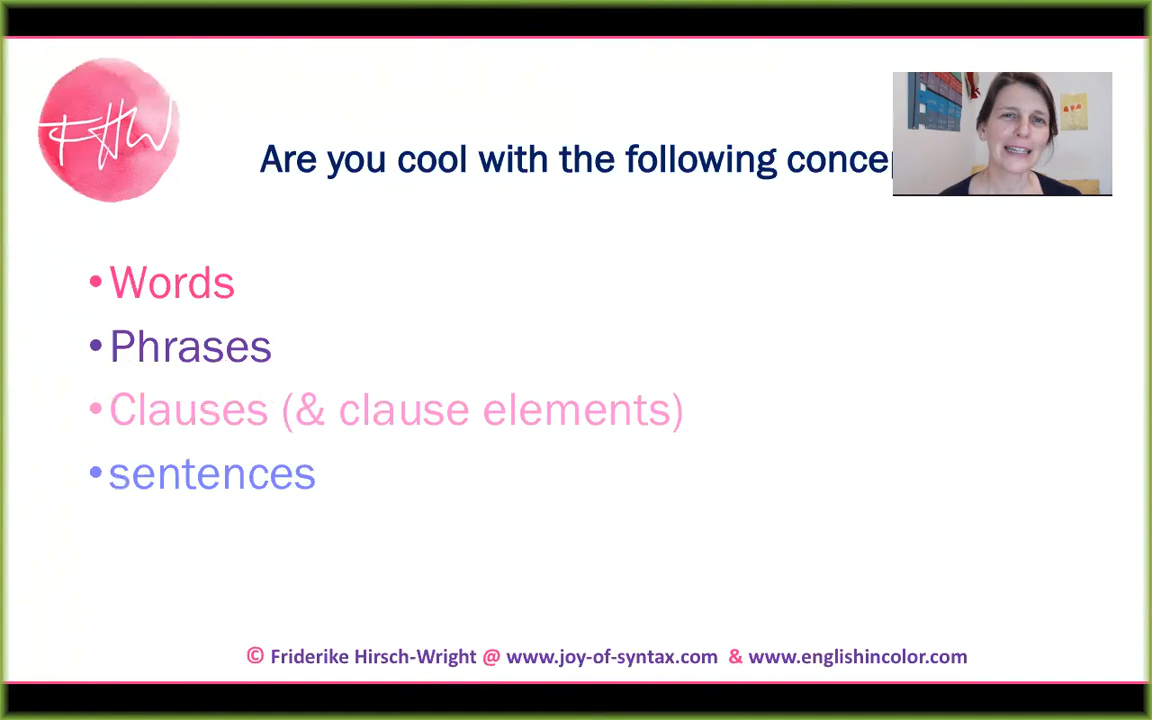 FHW
Are you cool with the following
•Words
•Phrases
•Clauses (& clause elements)
•sentences
© Friderike Hirsch-Wright @ www.joy-of-syntax.com & www.englishincolor.com